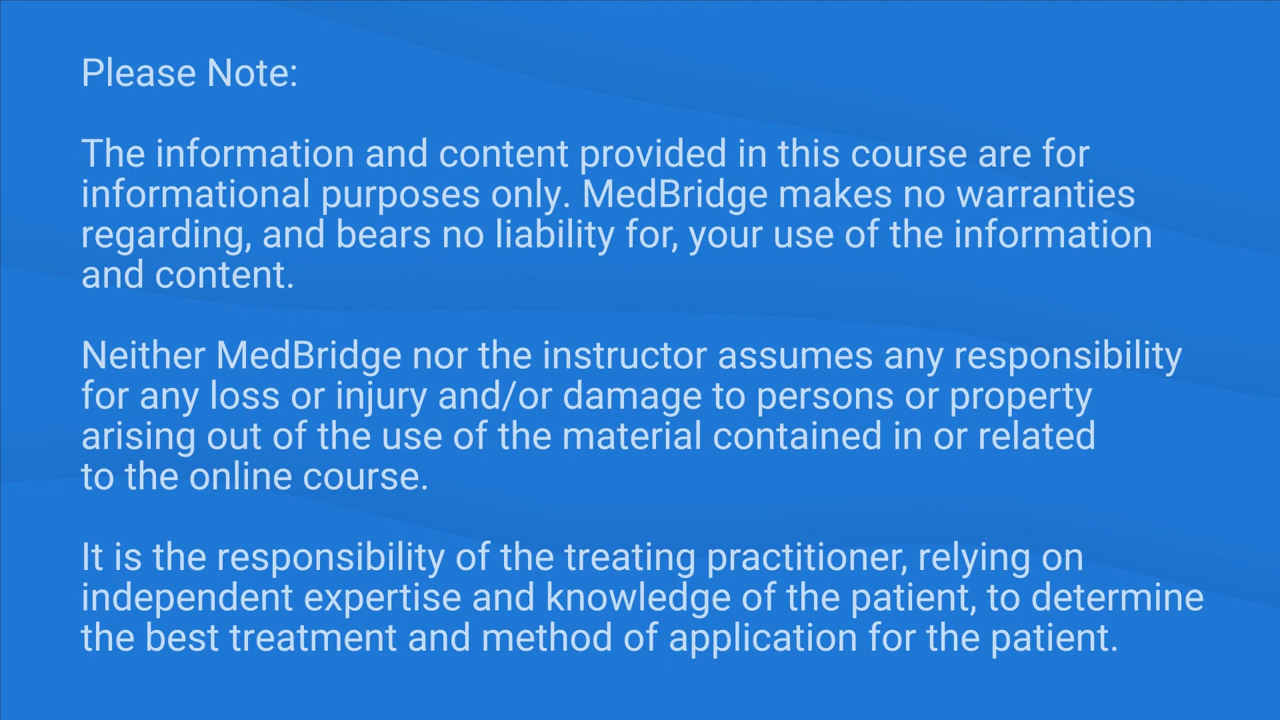 Please Note:
The information and content provided in this course are for
informational purposes only. MedBridge makes no warranties
regarding, and bears no liability for, your use of the information
and content.
Neither MedBridge nor the instructor assumes any responsibility
for any loss or injury and/or damage to persons or property
arising out of the use of the material contained in or related
to the online course.
It is the responsibility of the treating practitioner, relying on
independent expertise and knowledge of the patient, to determine
the best treatment and method of application for the patient.